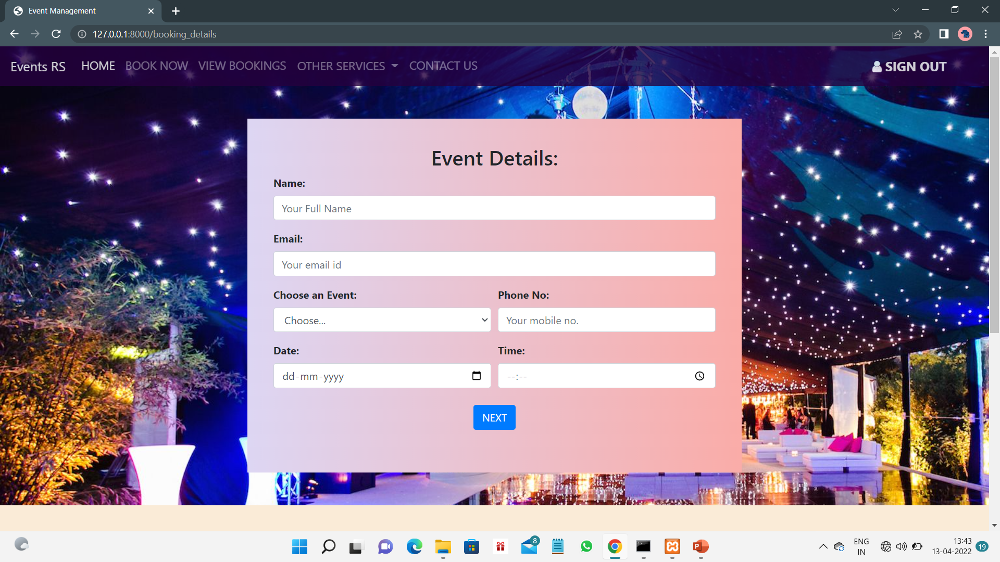 Event Management
127.0.0.1:8000/booking_details
Events RS HOME BOOK NOW VIEW BOOKINGS OTHER SERVICES CONTACT US SIGN OUT
Event Details:
Name:
Your Full Name
Email:
Your email id
Choose an Event: Phone No:
Choose... Your mobile no.
Date: Time:
dd-mm-yyyy --:--
NEXT
8
P
ENG
IN
13:43
13-04-2022
19